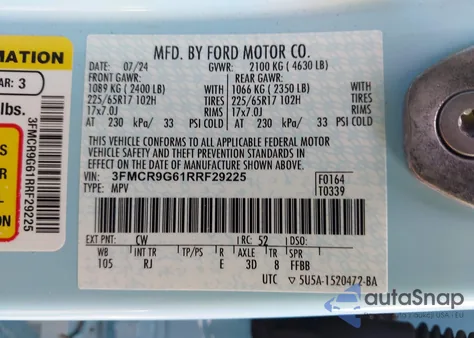 MFD. BY FORD MOTOR CO.
DATE: 07/24 GVWR: 2100 KG ( 4630 LB)
FRONT GAWR: REAR GAWR:
1089 KG ( 2400 LB) 1066 KG ( 2350 LB)
225/65R17 102H 225/65R17 102H
17x7.0J 17x7.0J
AT 230 kPa/ 33 PSI COLD AT 230 kPa/ 33 PSI COLD
THIS VEHICLE CONFORMS TO ALL APPLICABLE FEDERAL MOTOR
VEHICLE SAFETY AND THEFT PREVENTION STANDARDS IN EFFECT
ON THE DATE OF MANUFACTURE SHOWN ABOVE.
VIN: 3FMCR9G61RRF29225 F0164
TYPE: MPV T0339
EXT PNT: CW RC: 52 DSO:
WB INT TR TP/PS R AXLE TR SPR
105 RJ E 3D 8 FFBB
UTC 5U5A-1520472-BA
MATION
AR: 3
lbs.
3FMCR9G61RRF29225
autoSnap